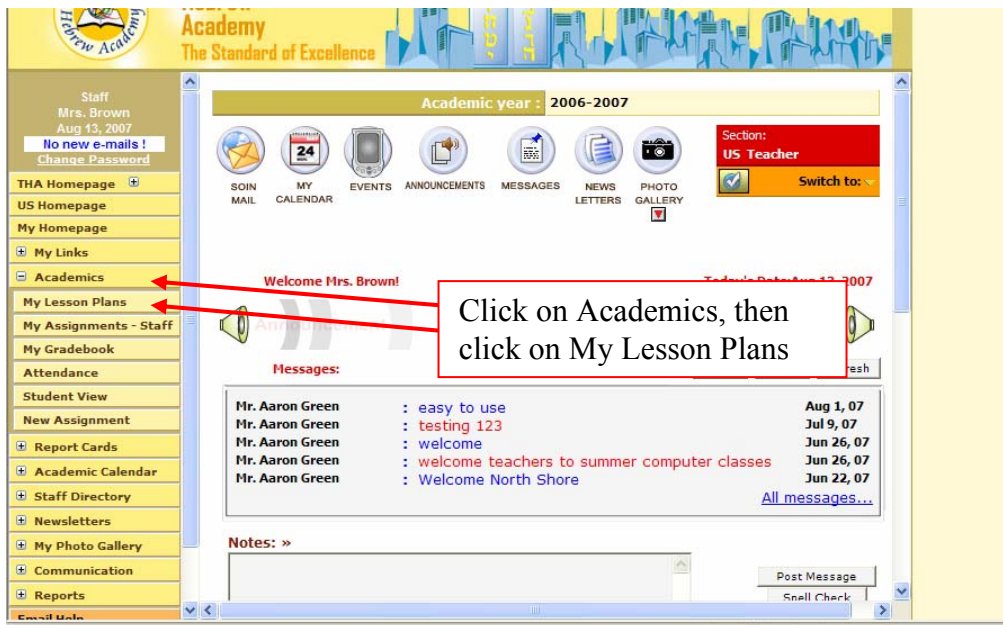 Hebrew Academy
Academy
The Standard of Excellence
Staff
Mrs. Brown
Aug 13, 2007
No new e-mails !
Change Password
THA Homepage
US Homepage
My Homepage
My Links
Academics
My Lesson Plans
My Assignments - Staff
My Gradebook
Attendance
Student View
New Assignment
Report Cards
Academic Calendar
Staff Directory
Newsletters
My Photo Gallery
Communication
Reports
Email Help
Academic year : 2006-2007
24
SOIN MAIL
MY CALENDAR
EVENTS
ANNOUNCEMENTS
MESSAGES
NEWS LETTERS
PHOTO GALLERY
Section:
US Teacher
Switch to:
Welcome Mrs. Brown!
Today's Date:Aug 13, 2007
Click on Academics, then
click on My Lesson Plans
Messages:
Mr. Aaron Green : easy to use Aug 1, 07
Mr. Aaron Green : testing 123 Jul 9, 07
Mr. Aaron Green : welcome Jun 26, 07
Mr. Aaron Green : welcome teachers to summer computer classes Jun 26, 07
Mr. Aaron Green : Welcome North Shore Jun 22, 07
All messages...
Notes: »
Post Message
Spell Check